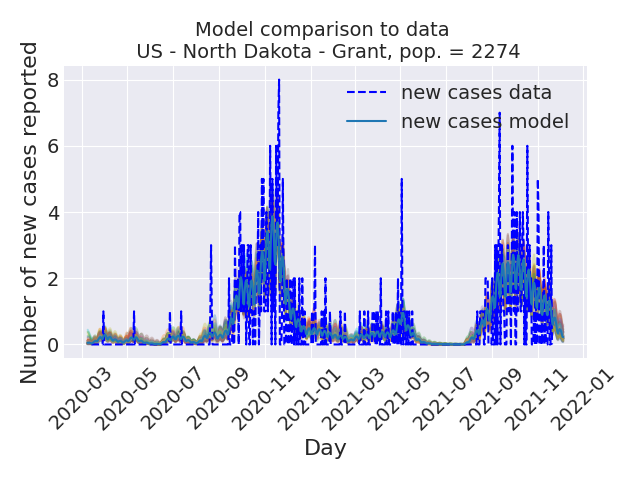 Model comparison to data
US - North Dakota - Grant, pop. = 2274
Number of new cases reported
8
6
4
2
0
new cases data
new cases model
2020-03
2020-05
2020-07
2020-09
2020-11
2021-01
2021-03
2021-05
2021-07
2021-09
2021-11
2022-01
Day